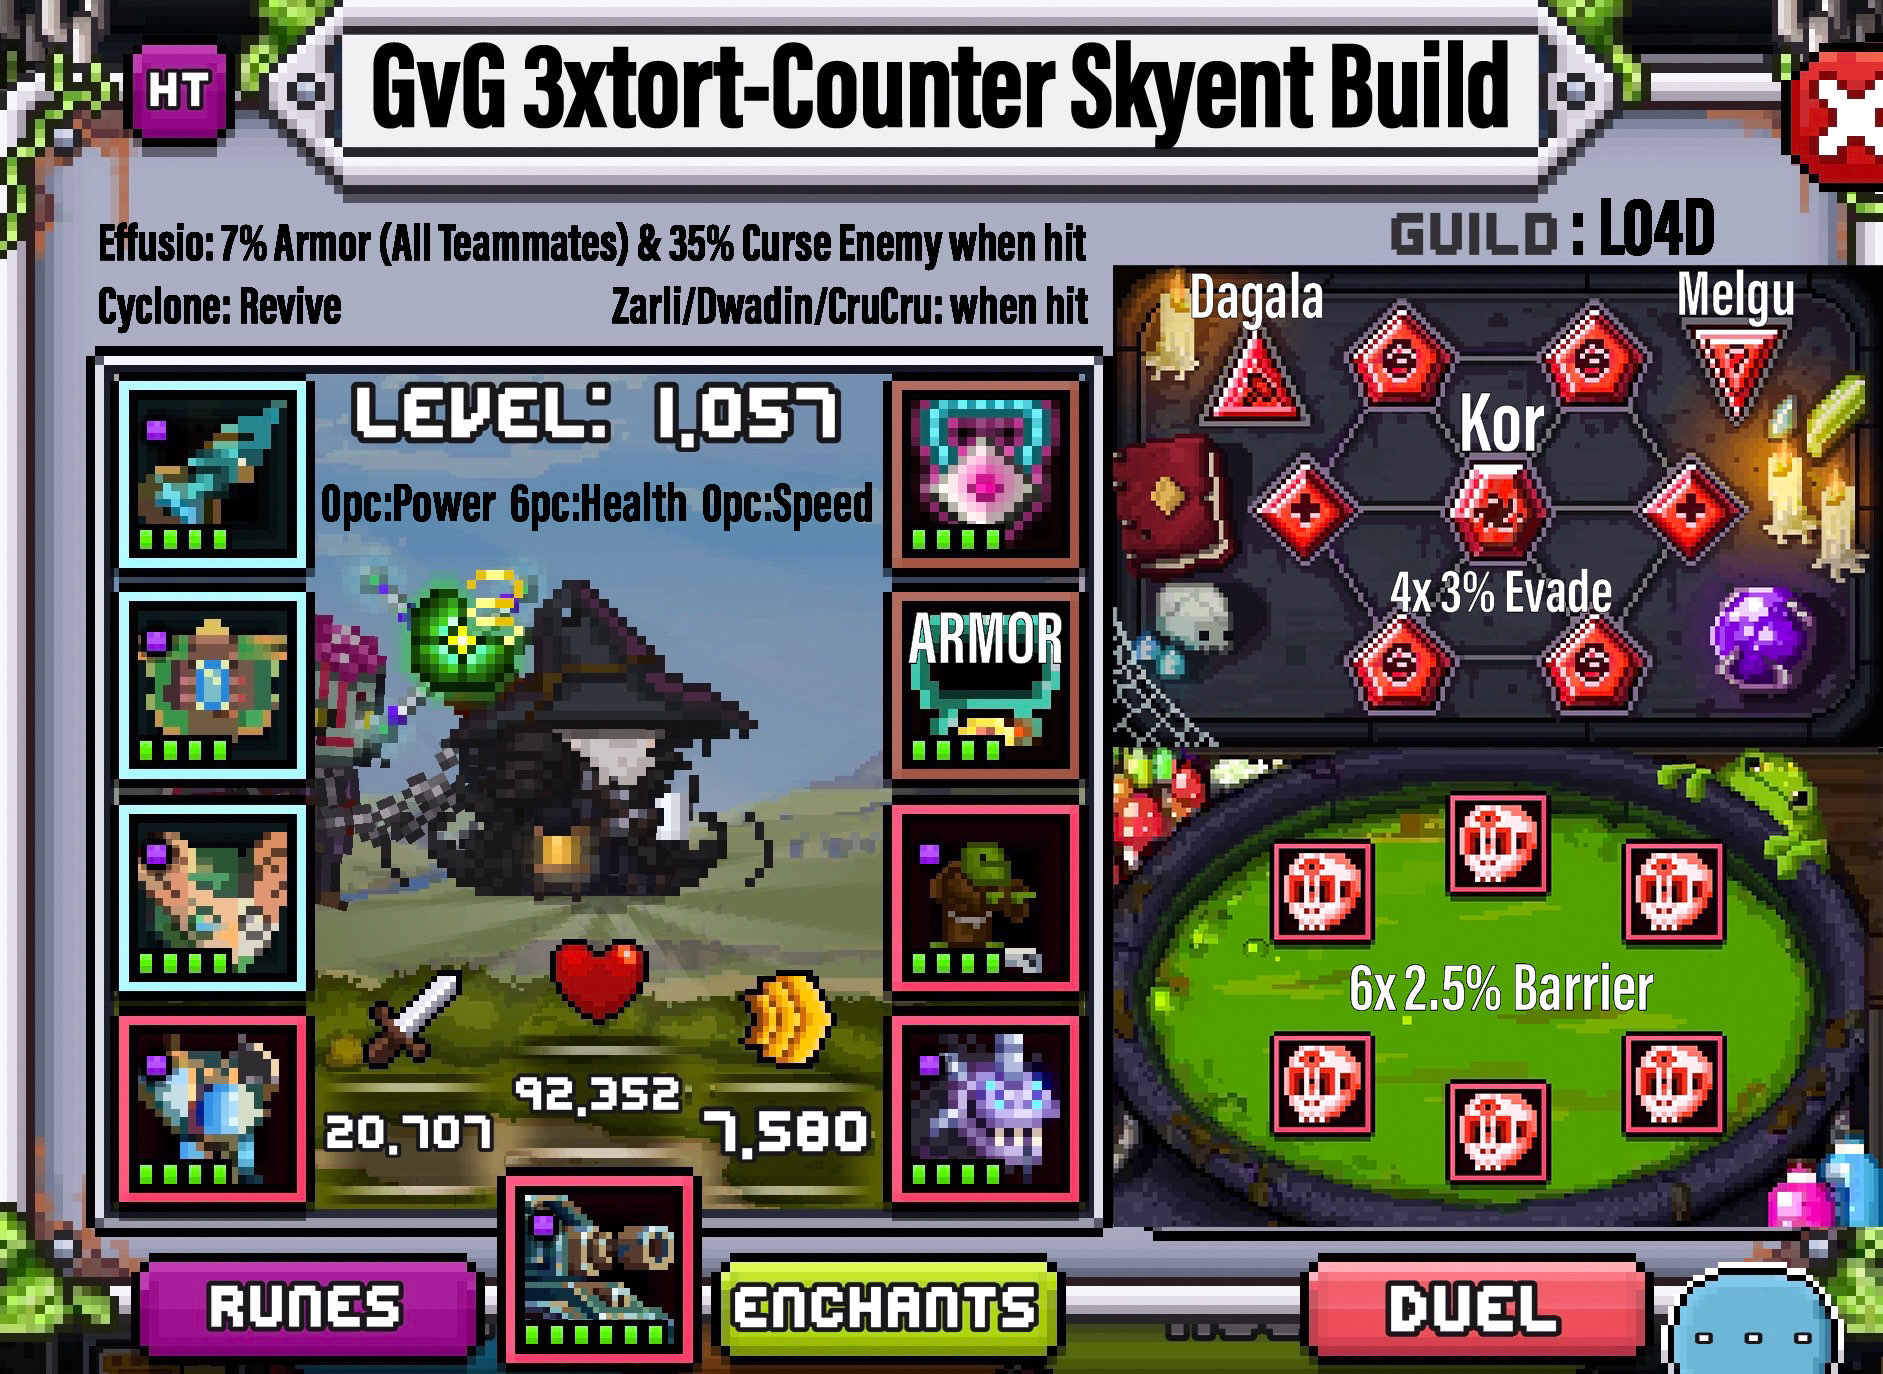 HT
GvG 3xtort-Counter Skyent Build
Effusio: 7% Armor (All Teammates) & 35% Curse Enemy when hit
GUILD : L04D
Cyclone: Revive
Zarli/Dwadin/CruCru: when hit
Dagala
Melgu
LEVEL: 1,057
Kor
0pc:Power 6pc:Health 0pc:Speed
4x 3% Evade
ARMOR
6x 2.5% Barrier
92,352
20,707
7,580
RUNES
ENCHANTS
DUEL